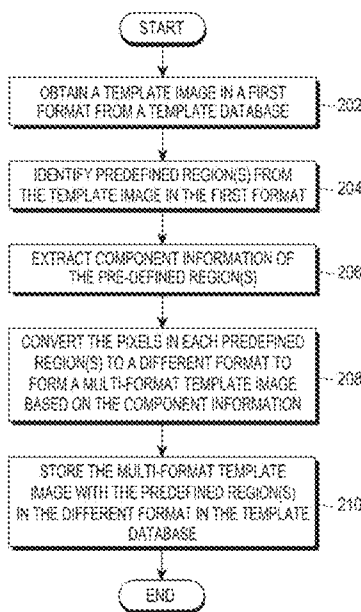 START
OBTAIN A TEMPLATE IMAGE IN A FIRST
FORMAT FROM A TEMPLATE DATABASE
202
IDENTIFY PREDEFINED REGION(S) FROM
THE TEMPLATE IMAGE IN THE FIRST FORMAT
204
EXTRACT COMPONENT INFORMATION OF
THE PRE-DEFINED REGION(S)
206
CONVERT THE PIXELS IN EACH PREDEFINED
REGION(S) TO A DIFFERENT FORMAT TO
FORM A MULTI-FORMAT TEMPLATE IMAGE
BASED ON THE COMPONENT INFORMATION
208
STORE THE MULTI-FORMAT TEMPLATE
IMAGE WITH THE PREDEFINED REGION(S)
IN THE DIFFERENT FORMAT IN THE TEMPLATE
DATABASE
210
END